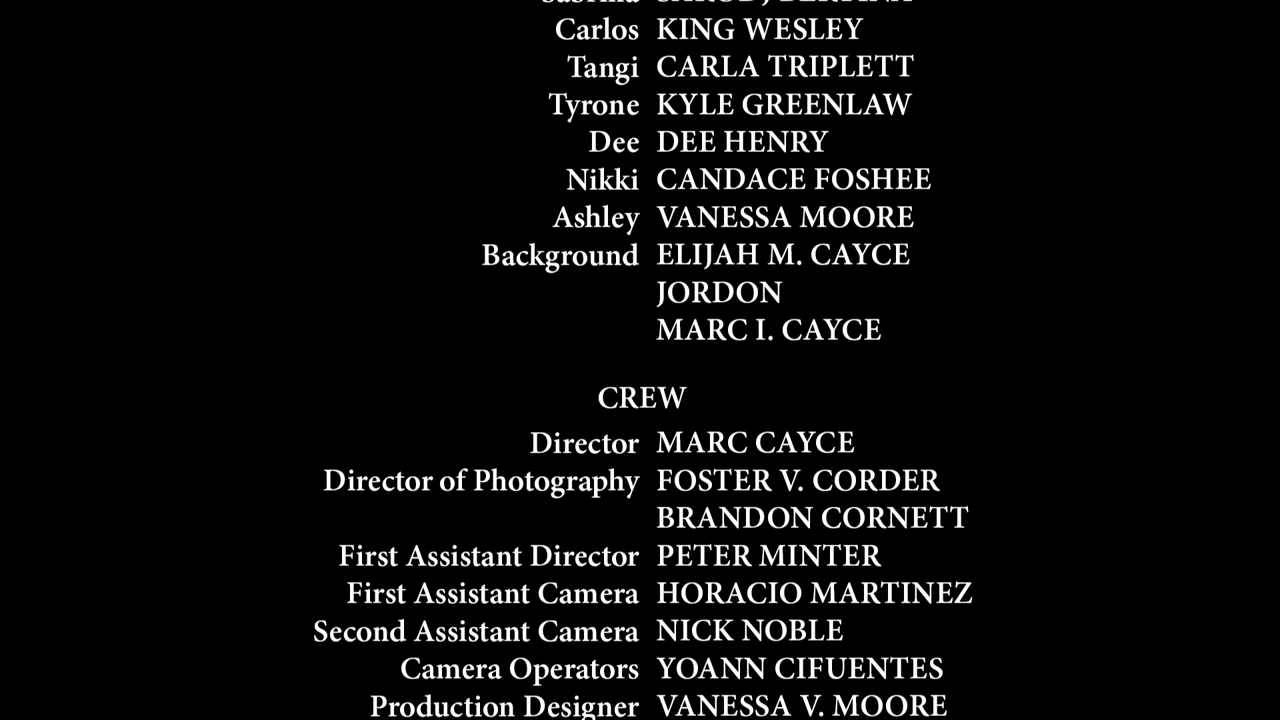 Carlos KING WESLEY
Tangi CARLA TRIPLETT
Tyrone KYLE GREENLAW
Dee DEE HENRY
Nikki CANDACE FOSHEE
Ashley VANESSA MOORE
Background ELIJAH M. CAYCE
JORDON
MARC I. CAYCE
CREW
Director MARC CAYCE
Director of Photography FOSTER V. CORDER
BRANDON CORNETT
First Assistant Director PETER MINTER
First Assistant Camera HORACIO MARTINEZ
Second Assistant Camera NICK NOBLE
Camera Operators YOANN CIFUENTES
Production Designer VANESSA V. MOORE